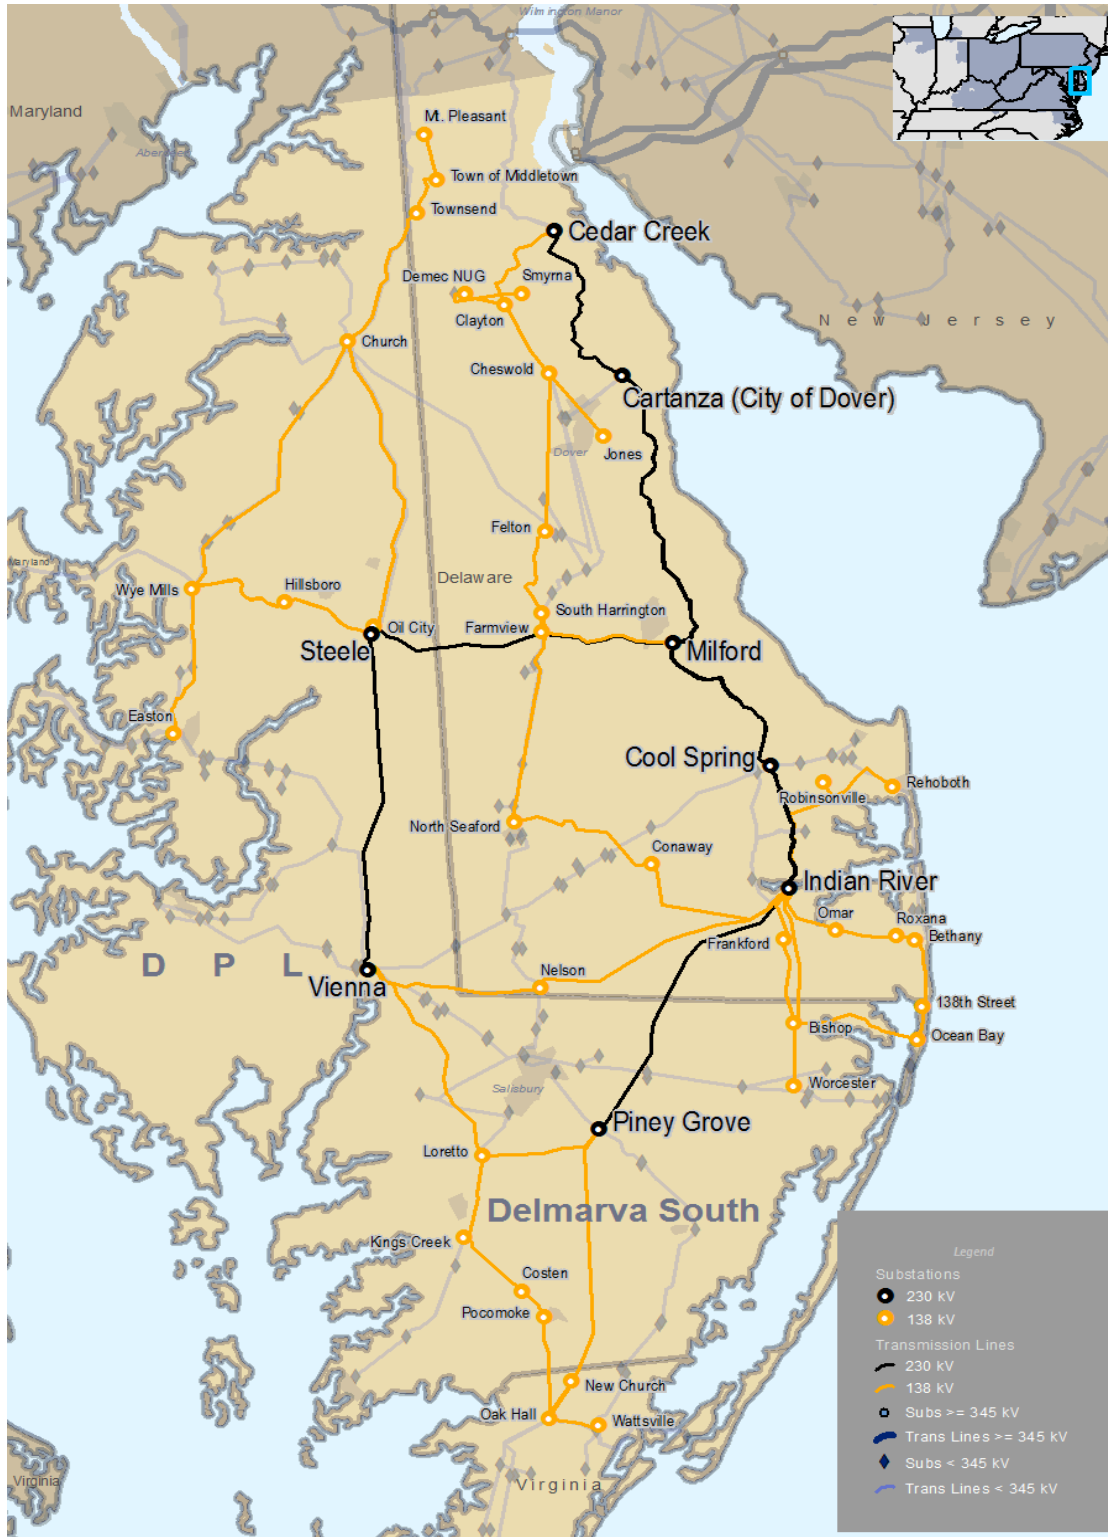 Wilmington Manor
Maryland
Mt. Pleasant
Town of Middletown
Townsend
Cedar Creek
Demec NUG
Smyrna
Clayton
New Jersey
Church
Cheswold
Cartanza (City of Dover)
Dover
Jones
Felton
Maryland
Delaware
Wye Mills
Hillsboro
South Harrington
Oil City
Farmview
Steele
Milford
Easton
Cool Spring
Rehoboth
Robinsonville
North Seaford
Conaway
Indian River
Omar
Roxana
Frankford
Bethany
DPL
Nelson
Vienna
138th Street
Bishop
Ocean Bay
Salisbury
Worcester
Piney Grove
Loretto
Delmarva South
Kings Creek
Costen
Pocomoke
New Church
Oak Hall
Wattsville
Virginia
Virginia
Legend
Substations
230 kV
138 kV
Transmission Lines
230 kV
138 kV
Subs >= 345 kV
Trans Lines >= 345 kV
Subs < 345 kV
Trans Lines < 345 kV